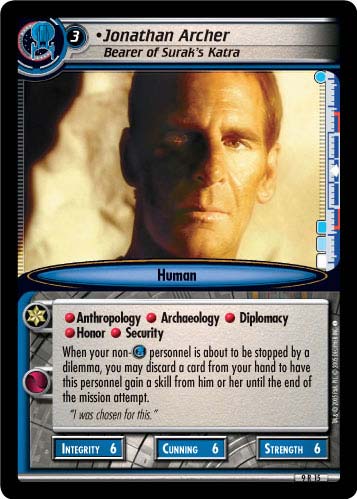 3
•Jonathan Archer
Bearer of Surak's Katra
Human
Anthropology Archaeology Diplomacy
Honor Security
When your non- personnel is about to be stopped by a
dilemma, you may discard a card from your hand to have
this personnel gain a skill from him or her until the end of
the mission attempt.
"I was chosen for this."
INTEGRITY 6 CUNNING 6 STRENGTH 6
9 R 15